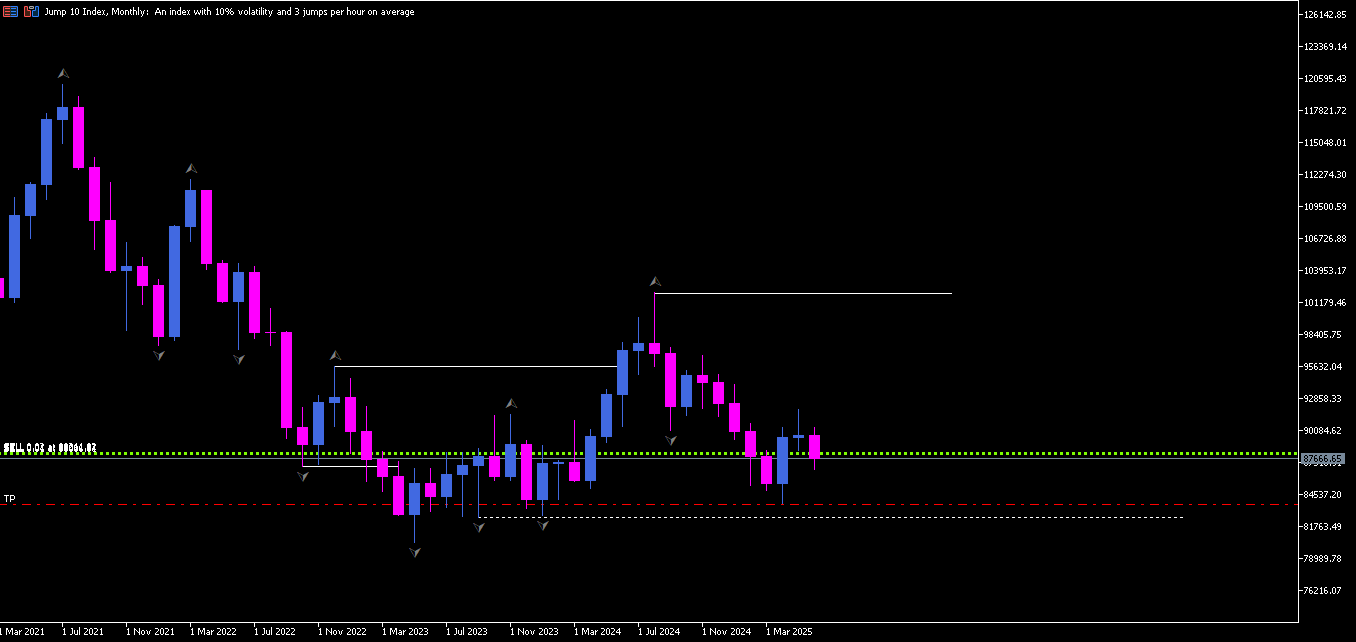 Jump 10 Index, Monthly: An index with 10% volatility and 3 jumps per hour on average
126142.85
123369.14
120595.43
117821.72
115048.01
112274.30
109500.59
106726.88
103953.17
101179.46
98405.75
95632.04
92858.33
90084.62
87666.65
84537.20
81763.49
78989.78
76216.07
TP
1 Mar 2021
1 Jul 2021
1 Nov 2021
1 Mar 2022
1 Jul 2022
1 Nov 2022
1 Mar 2023
1 Jul 2023
1 Nov 2023
1 Mar 2024
1 Jul 2024
1 Nov 2024
1 Mar 2025